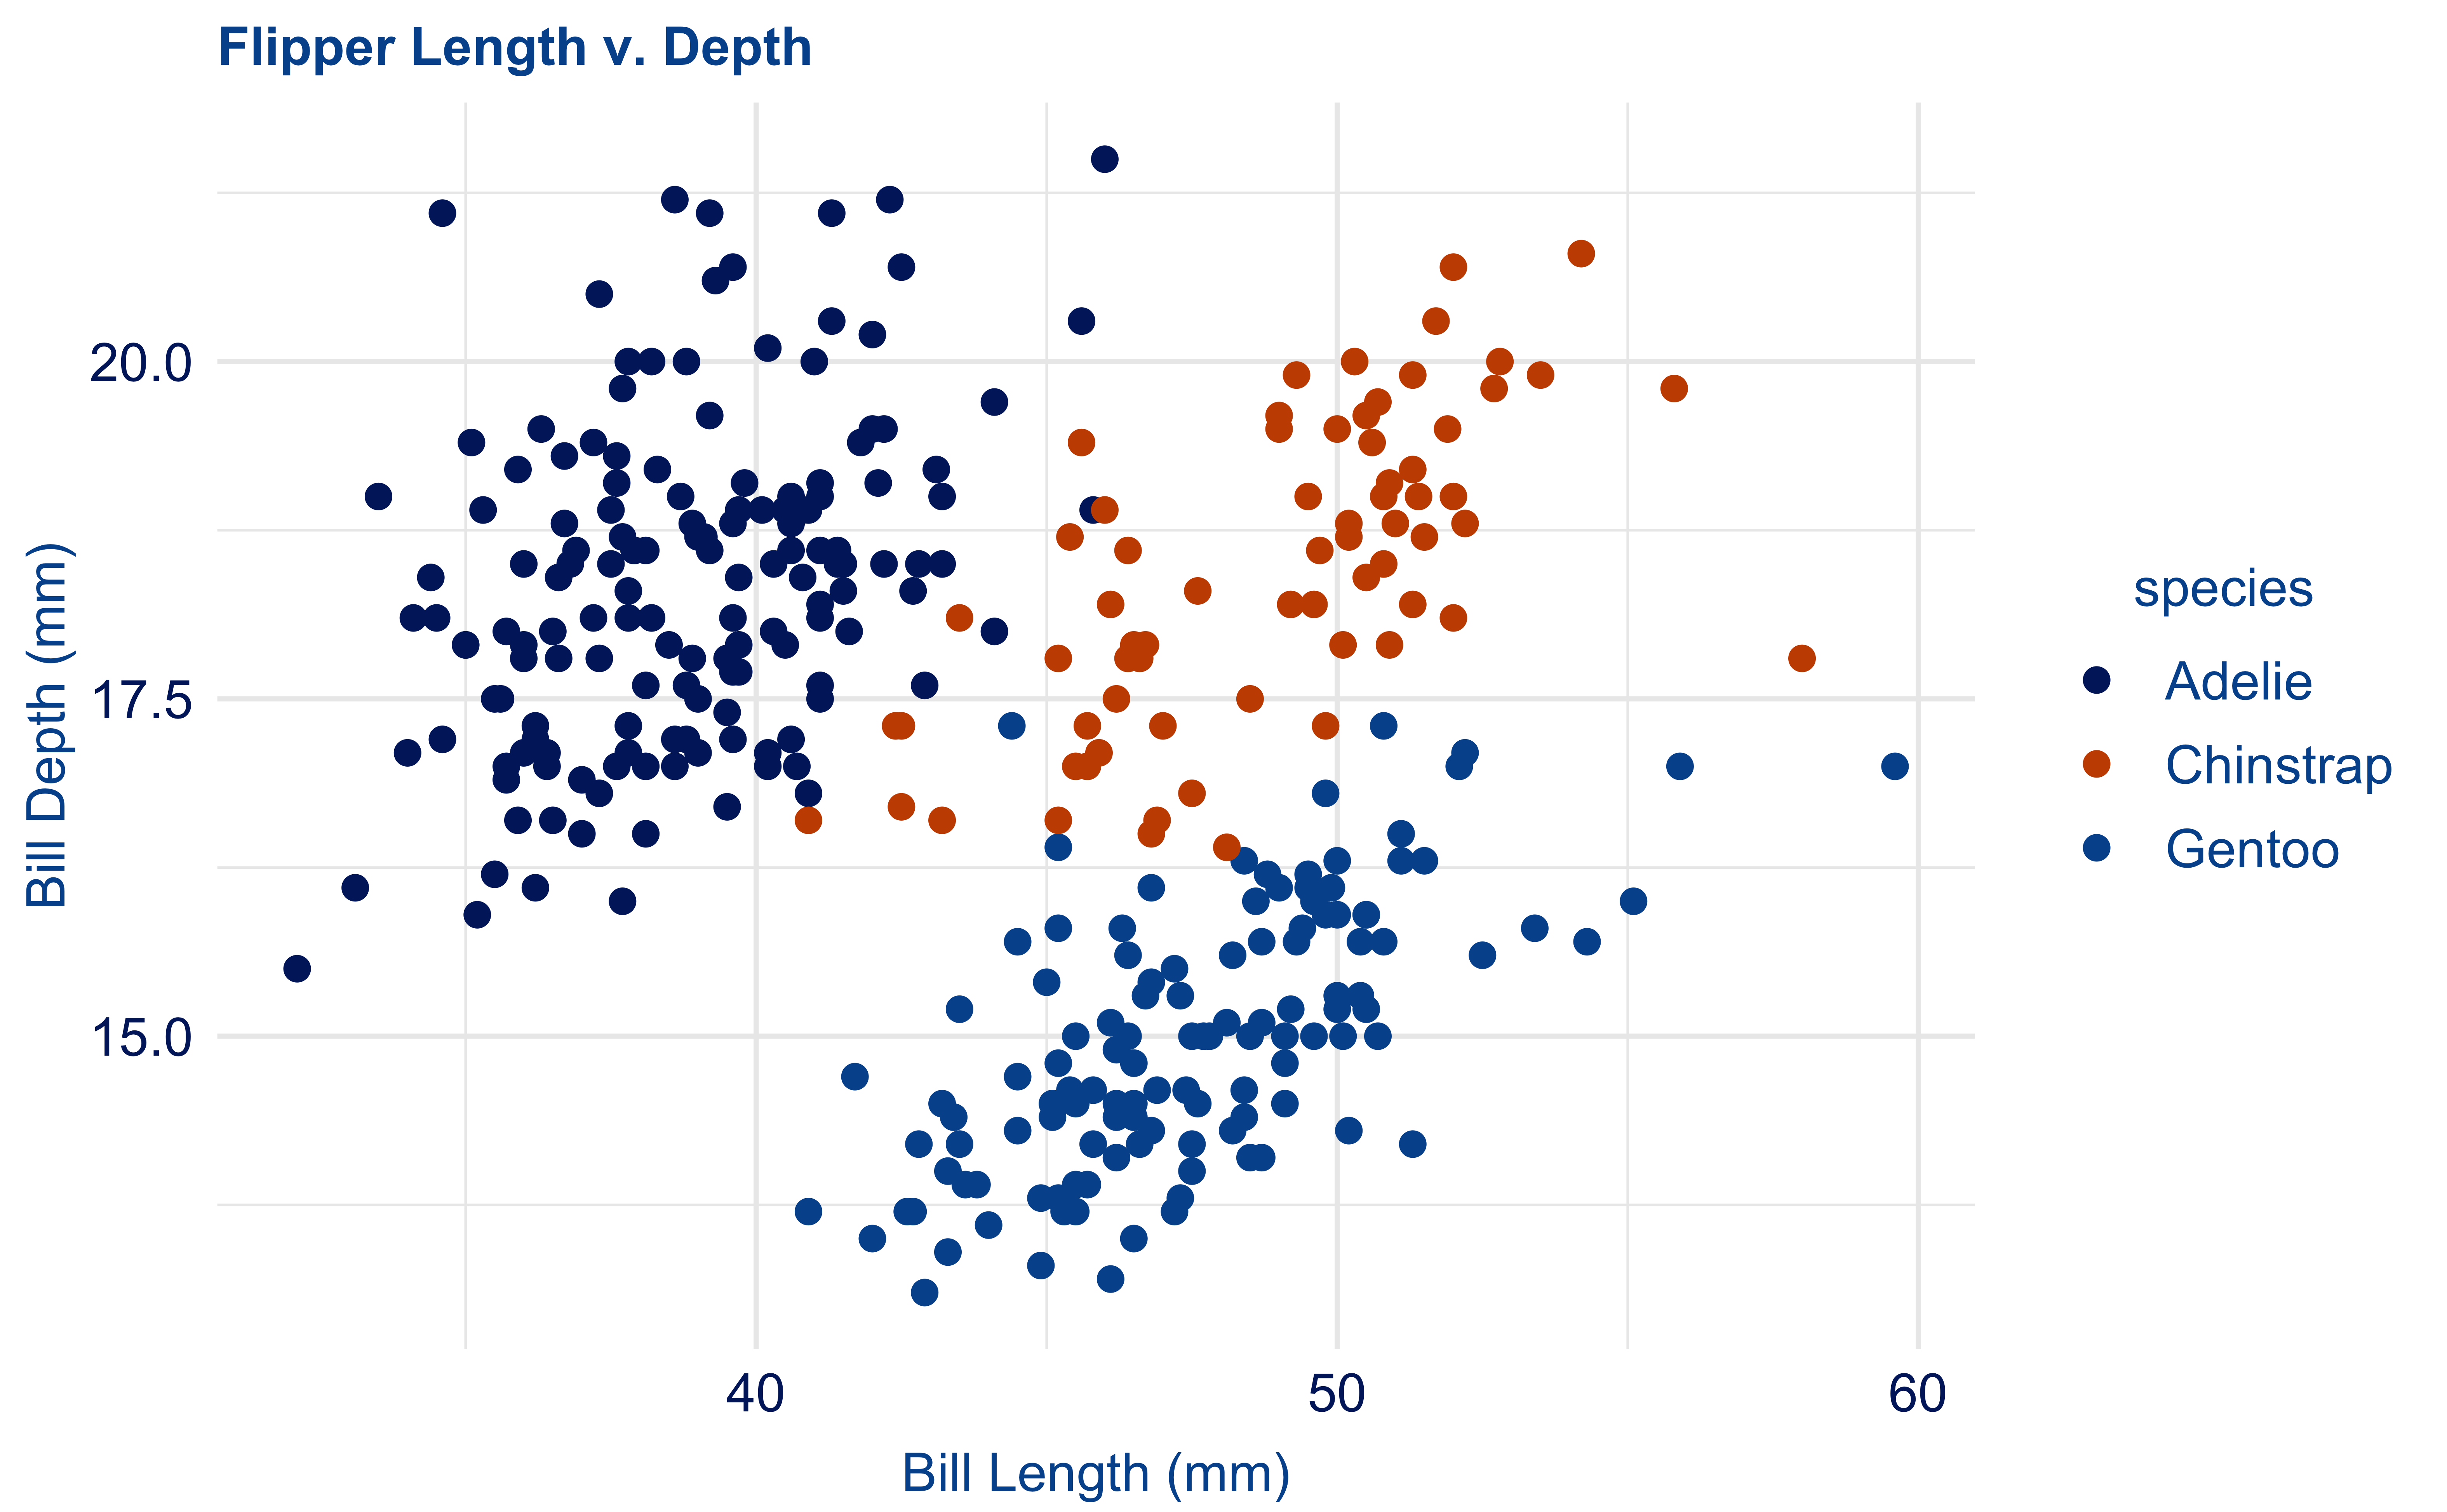 Flipper Length v. Depth
20.0
17.5
15.0
Bill Depth (mm)
40
50
60
Bill Length (mm)
species
Adelie
Chinstrap
Gentoo